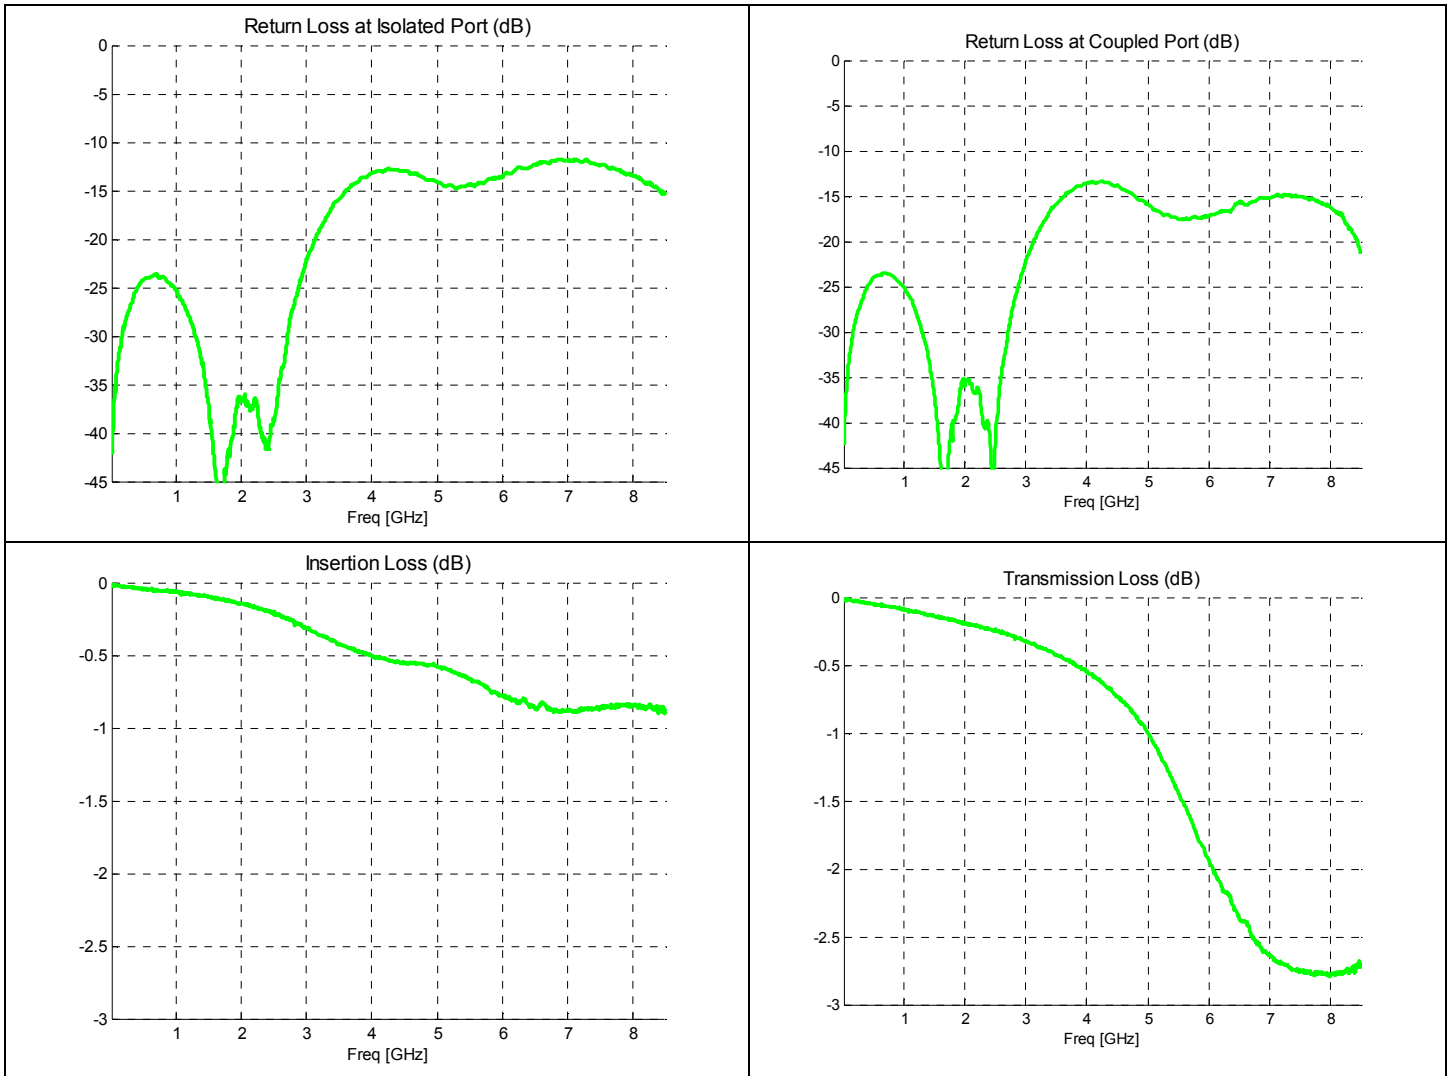 Return Loss at Isolated Port (dB)
0
-5
-10
-15
-20
-25
-30
-35
-40
-45
1 2 3 4 5 6 7 8
Freq [GHz]
Return Loss at Coupled Port (dB)
0
-5
-10
-15
-20
-25
-30
-35
-40
-45
1 2 3 4 5 6 7 8
Freq [GHz]
Insertion Loss (dB)
0
-0.5
-1
-1.5
-2
-2.5
-3
1 2 3 4 5 6 7 8
Freq [GHz]
Transmission Loss (dB)
0
-0.5
-1
-1.5
-2
-2.5
-3
1 2 3 4 5 6 7 8
Freq [GHz]